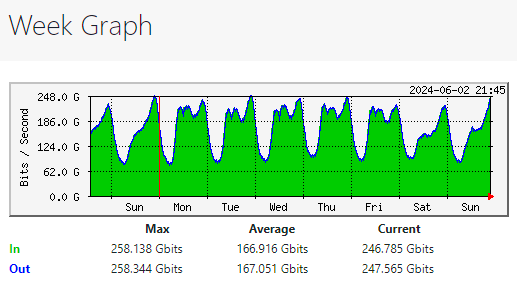 Week Graph
2024-06-02 21:45
Bits / Second
248.0 G
186.0 G
124.0 G
62.0 G
0.0 G
Sun Mon Tue Wed Thu Fri Sat Sun
Max Average Current
In 258.138 Gbits 166.916 Gbits 246.785 Gbits
Out 258.344 Gbits 167.051 Gbits 247.565 Gbits